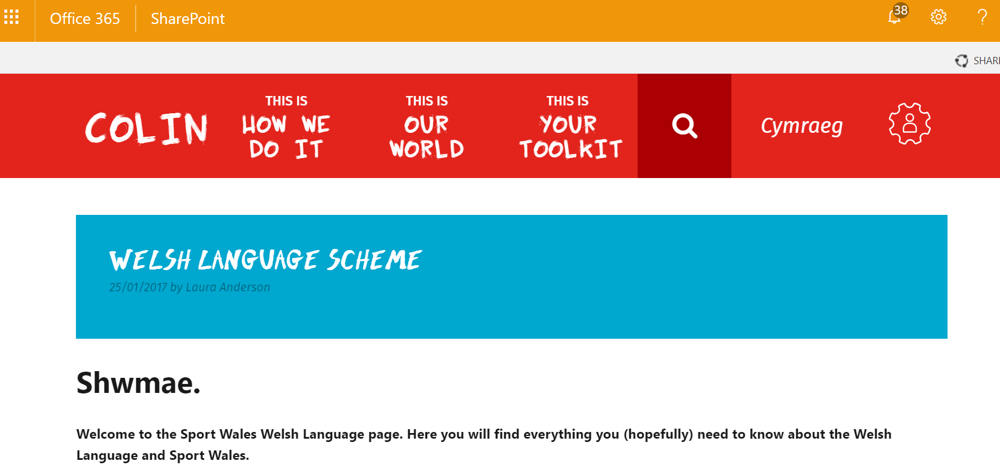 Office 365
SharePoint
38
?
SHAR
COLIN
THIS IS
HOW WE
DO IT
THIS IS
OUR
WORLD
THIS IS
YOUR
TOOLKIT
Cymraeg
WELSH LANGUAGE SCHEME
25/01/2017 by Laura Anderson
Shwmae.
Welcome to the Sport Wales Welsh Language page. Here you will find everything you (hopefully) need to know about the Welsh
Language and Sport Wales.